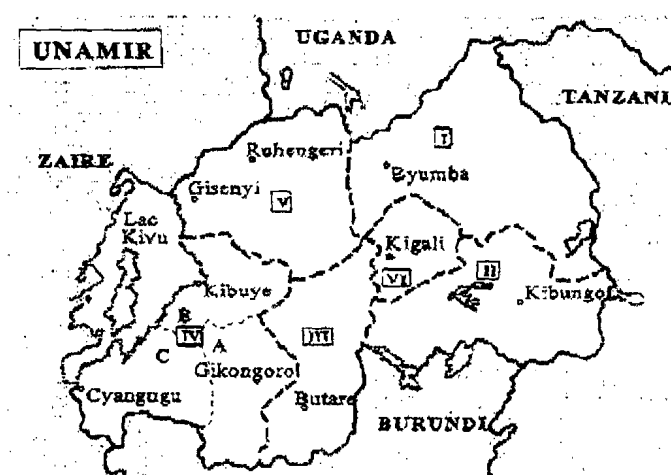 UNAMIR
UGANDA
TANZANI
ZAIRE
Ruhengeri
I
Byumba
Gisenyi
V
Lac
Kivu
Kigali
VI
II
Kibungo
Kibuye
B
IV
A
C
III
Gikongoro
Cyangugu
Butare
BURUNDI